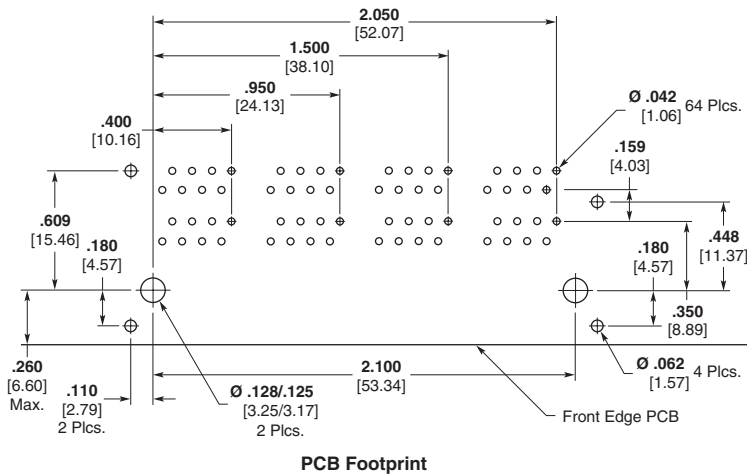 2.050
[52.07]
1.500
[38.10]
.950
[24.13]
.400
[10.16]
Ø .042
[1.06]
64 Plcs.
.159
[4.03]
.609
[15.46]
.180
[4.57]
.448
[11.37]
.180
[4.57]
.350
[8.89]
.260
[6.60]
Max.
.110
[2.79]
2 Plcs.
Ø .128/.125
[3.25/3.17]
2 Plcs.
2.100
[53.34]
Ø .062
[1.57]
4 Plcs.
Front Edge PCB
PCB Footprint